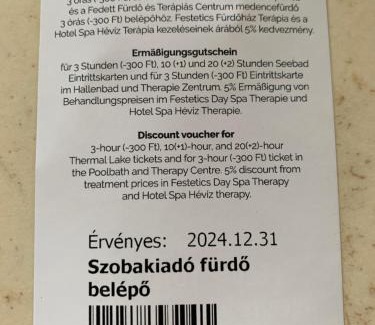 és a Fedett Fürdő és Terápiás Centrum medencefürdő
3 órás (-300 Ft) belépőhöz. Festetics Fürdőház Terápia és a
Hotel Spa Hévíz Terápia kezeléseinek árából 5% kedvezmény.
Ermäßigungsgutschein
für 3 Stunden (-300 Ft), 10 (+1) und 20 (+2) Stunden Seebad
Eintrittskarten und für 3 Stunden (-300 Ft) Eintrittskarte
im Hallenbad und Therapie Zentrum. 5% Ermäßigung von
Behandlungspreisen im Festetics Day Spa Therapie und
Hotel Spa Hévíz Therapie.
Discount voucher for
3-hour (-300 Ft), 10(+1)-hour, and 20(+2)-hour
Thermal Lake tickets and for 3-hour (-300 Ft) ticket in
the Poolbath and Therapy Centre. 5% discount from
treatment prices in Festetics Day Spa Therapy
and Hotel Spa Hévíz therapy.
Érvényes: 2024.12.31
Szobakiadó fürdő
belépő